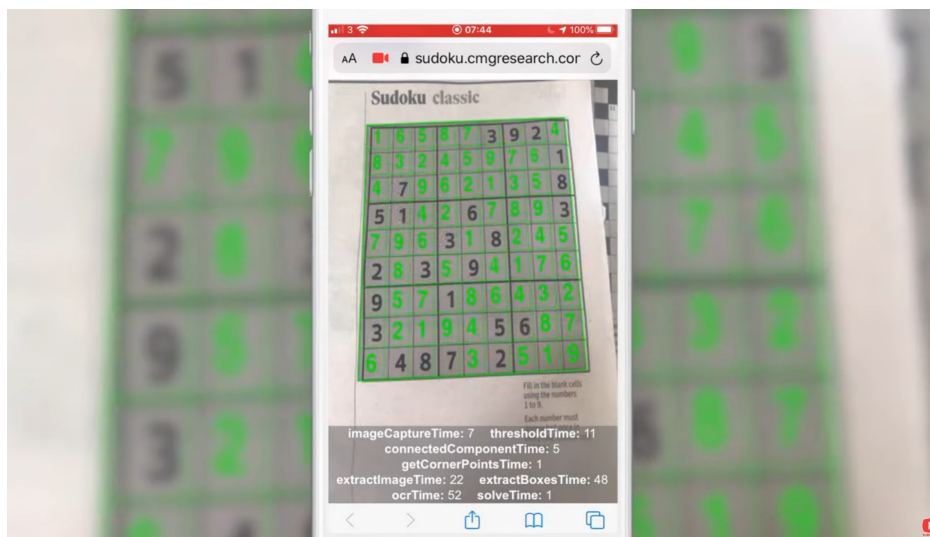 3 07:44 100%
AA sudoku.cmgresearch.cor
Sudoku classic
1 6 5 8 7 3 9 2 4
8 3 2 4 5 9 7 6 1
4 7 9 6 2 1 3 5 8
5 1 4 2 6 7 8 9 3
7 9 6 3 1 8 2 4 5
2 8 3 5 9 4 1 7 6
9 5 7 1 8 6 4 3 2
3 2 1 9 4 5 6 8 7
6 4 8 7 3 2 5 1 9
Fill in the blank cells
using the numbers
1 to 9.
Each number must
imageCaptureTime: 7 thresholdTime: 11
connectedComponentTime: 5
getCornerPointsTime: 1
extractImageTime: 22 extractBoxesTime: 48
ocrTime: 52 solveTime: 1